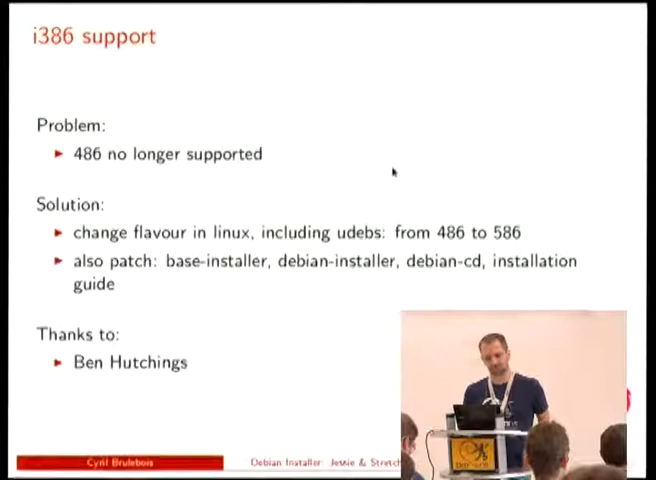 i386 support
Problem:
► 486 no longer supported
Solution:
► change flavour in linux, including udebs: from 486 to 586
► also patch: base-installer, debian-installer, debian-cd, installation
guide
Thanks to:
► Ben Hutchings
Cyril Brulebois
Debian Installer: Jessie & Stretch